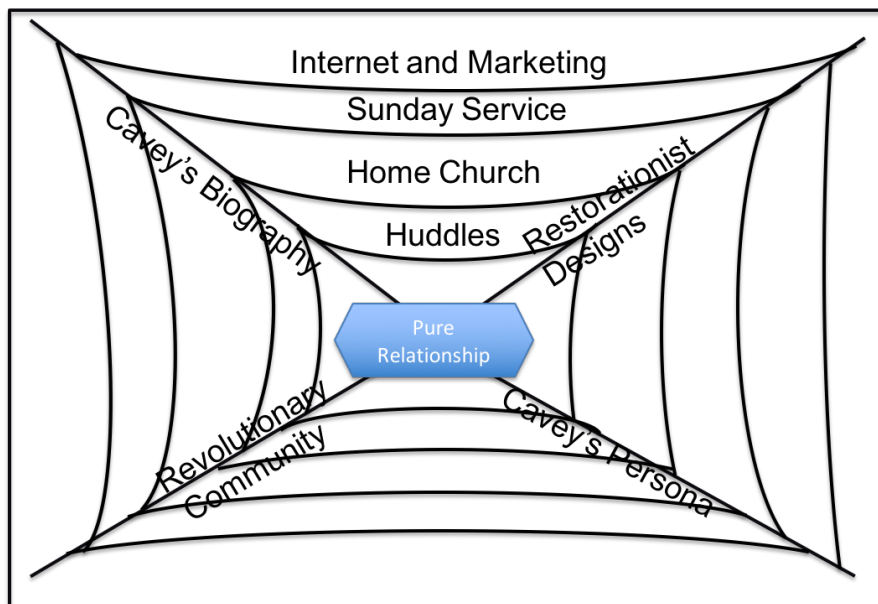 Internet and Marketing
Sunday Service
Cavey's Biography
Home Church
Restorationist
Designs
Huddles
Pure
Relationship
Revolutionary
Community
Cavey's Persona